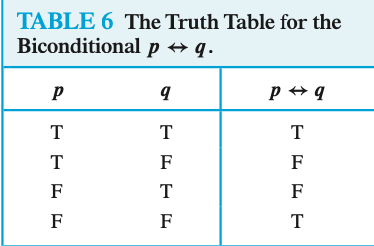 TABLE 6 The Truth Table for the
Biconditional p ↔ q.
p q p ↔ q
T T T
T F F
F T F
F F T